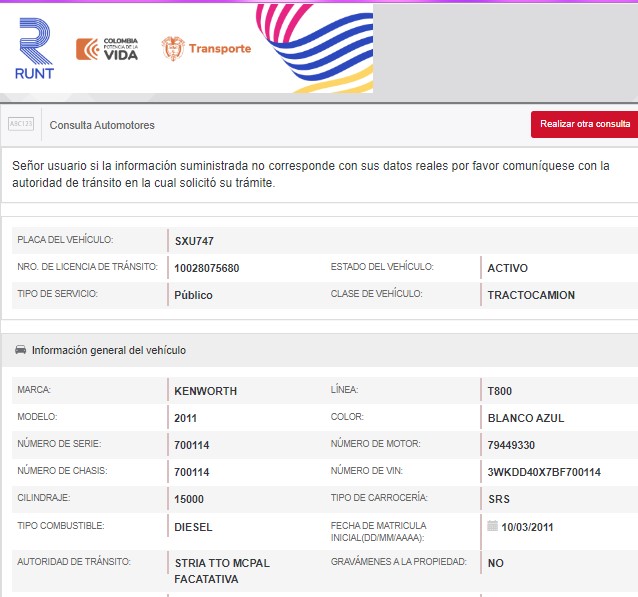 RUNT
COLOMBIA
POTENCIA DE LA
VIDA
Transporte
ABC123
Consulta Automotores
Realizar otra consulta
Señor usuario si la información suministrada no corresponde con sus datos reales por favor comuníquese con la
autoridad de tránsito en la cual solicitó su trámite.
PLACA DEL VEHÍCULO: SXU747
NRO. DE LICENCIA DE TRÁNSITO: 10028075680 ESTADO DEL VEHÍCULO: ACTIVO
TIPO DE SERVICIO: Público CLASE DE VEHÍCULO: TRACTOCAMION
Información general del vehículo
MARCA: KENWORTH LÍNEA: T800
MODELO: 2011 COLOR: BLANCO AZUL
NÚMERO DE SERIE: 700114 NÚMERO DE MOTOR: 79449330
NÚMERO DE CHASIS: 700114 NÚMERO DE VIN: 3WKDD40X7BF700114
CILINDRAJE: 15000 TIPO DE CARROCERÍA: SRS
TIPO COMBUSTIBLE: DIESEL FECHA DE MATRICULA
INICIAL(DD/MM/AAAA): 10/03/2011
AUTORIDAD DE TRÁNSITO: STRIA TTO MCPAL GRAVÁMENES A LA PROPIEDAD: NO
FACATATIVA